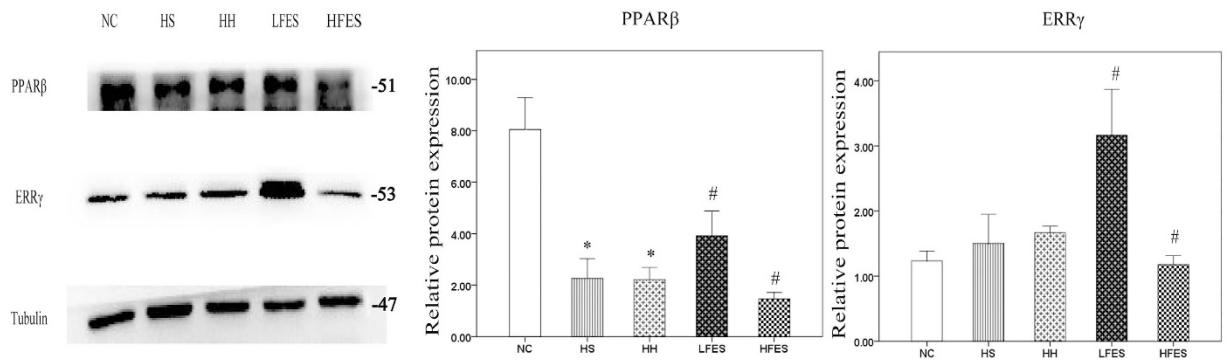 NC HS HH LFES HFES
PPARβ -51
ERRγ -53
Tubulin -47
PPARβ
Relative protein expression
10.00
8.00
6.00
4.00
2.00
0.00
* * # #
NC HS HH LFES HFES
ERRγ
Relative protein expression
4.00
3.00
2.00
1.00
0.00
# #
NC HS HH LFES HFES